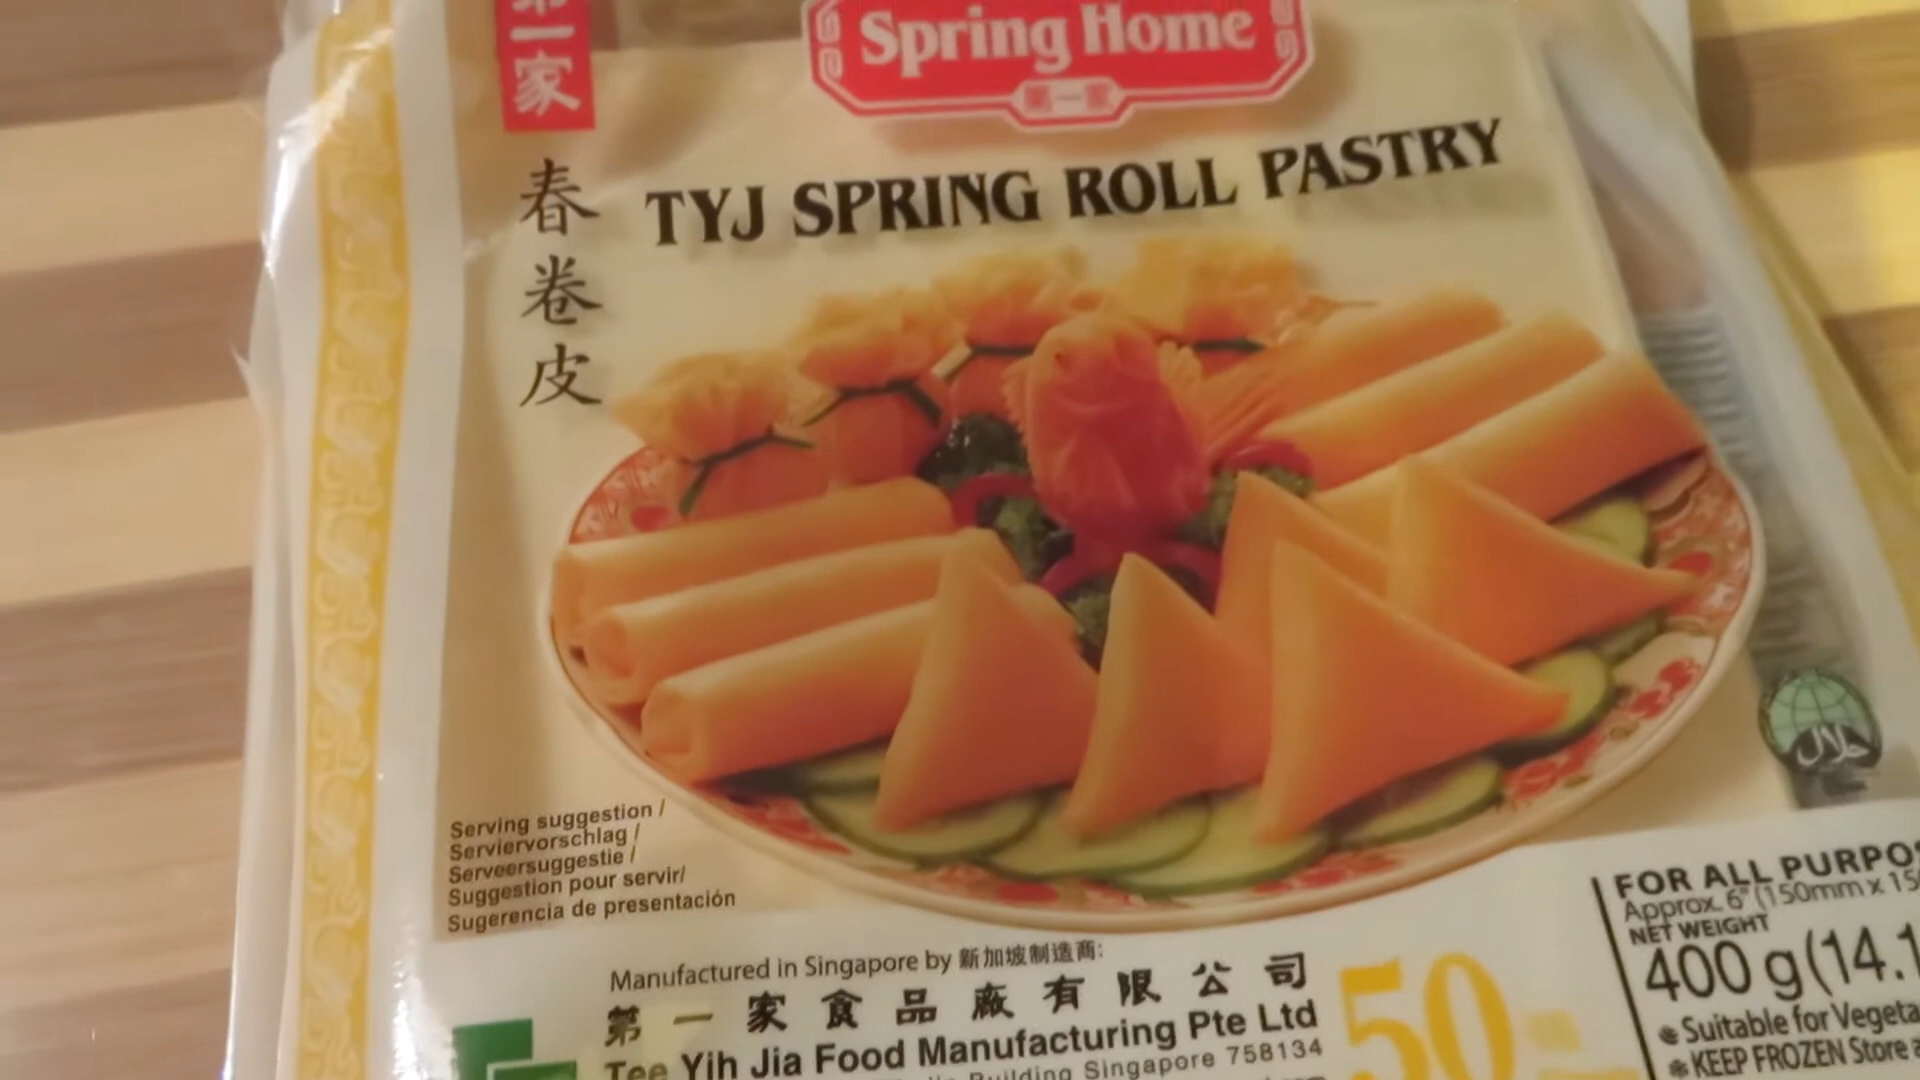 第一家
Spring Home
第一家
春卷皮
TYJ SPRING ROLL PASTRY
حلال
Serving suggestion /
Serviervorschlag /
Serveersuggestie /
Suggestion pour servir/
Sugerencia de presentación
Manufactured in Singapore by 新加坡制造商:
第一家食品廠有限公司
Tee Yih Jia Food Manufacturing Pte Ltd
Building Singapore 758134
50
FOR ALL PURPO
Approx. 6" (150mm x 15
NET WEIGHT
400 g (14.1
Suitable for Vegeta
KEEP FROZEN Store a